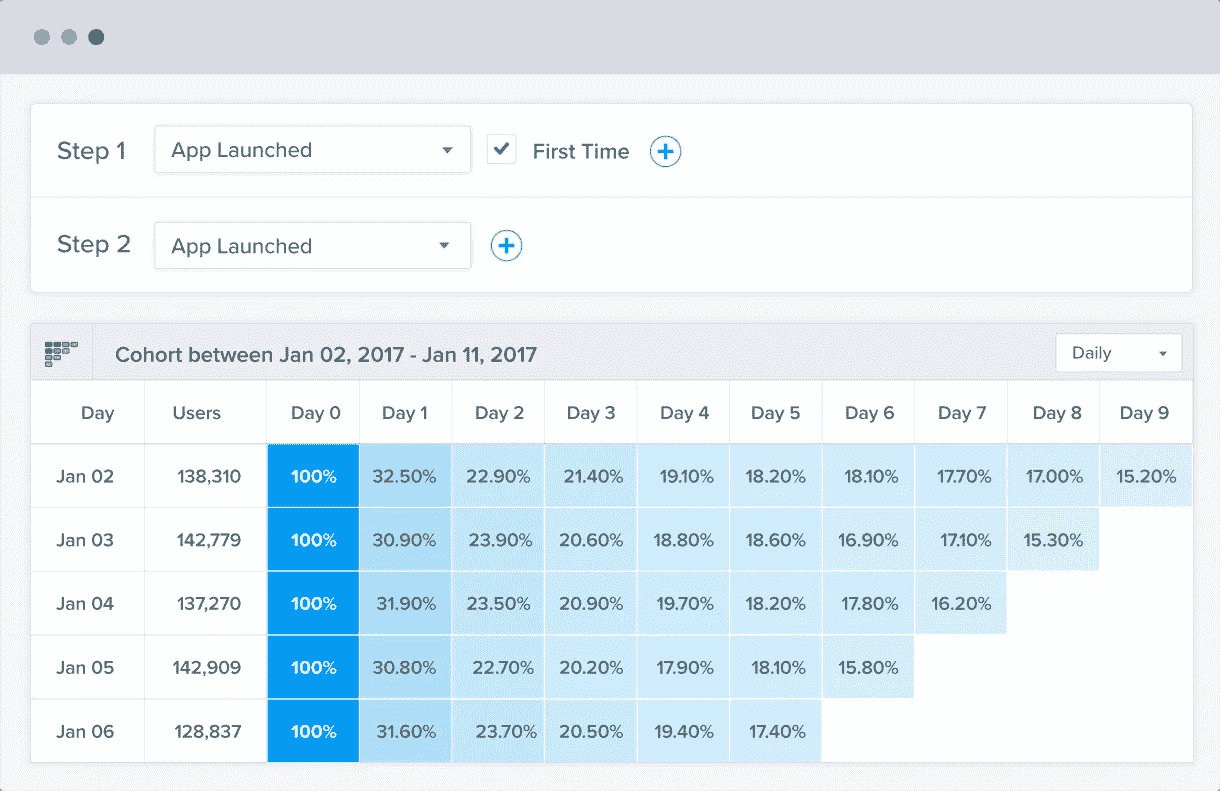 Step 1 App Launched First Time
Step 2 App Launched
Cohort between Jan 02, 2017 - Jan 11, 2017 Daily
Day Users Day 0 Day 1 Day 2 Day 3 Day 4 Day 5 Day 6 Day 7 Day 8 Day 9
Jan 02 138,310 100% 32.50% 22.90% 21.40% 19.10% 18.20% 18.10% 17.70% 17.00% 15.20%
Jan 03 142,779 100% 30.90% 23.90% 20.60% 18.80% 18.60% 16.90% 17.10% 15.30%
Jan 04 137,270 100% 31.90% 23.50% 20.90% 19.70% 18.20% 17.80% 16.20%
Jan 05 142,909 100% 30.80% 22.70% 20.20% 17.90% 18.10% 15.80%
Jan 06 128,837 100% 31.60% 23.70% 20.50% 19.40% 17.40%